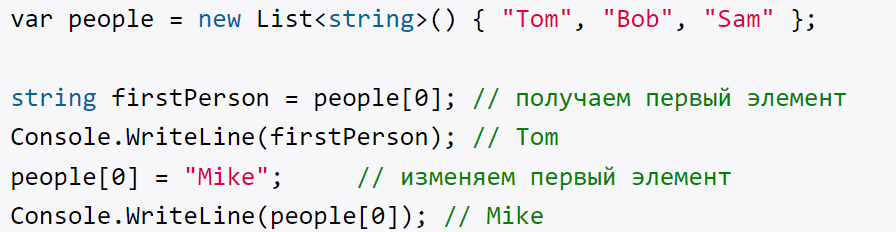 var people = new List<string>() { "Tom", "Bob", "Sam" };
string firstPerson = people[0]; // получаем первый элемент
Console.WriteLine(firstPerson); // Tom
people[0] = "Mike";     // изменяем первый элемент
Console.WriteLine(people[0]); // Mike